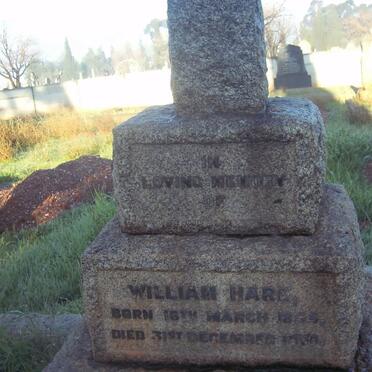 IN
LOVING MEMORY
OF
WILLIAM HARE,
BORN 16TH MARCH
DIED 31ST DECEMBER